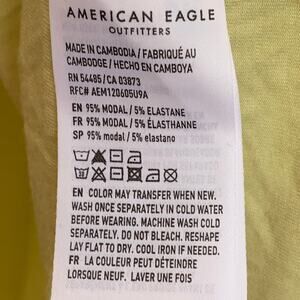 AMERICAN EAGLE
OUTFITTERS
MADE IN CAMBODIA / FABRIQUÉ AU
CAMBODGE / HECHO EN CAMBOYA
RN 54485 / CA 03873
RFC# AEM120605U9A
EN 95% MODAL / 5% ELASTANE
FR 95% MODAL / 5% ÉLASTHANNE
SP 95% modal / 5% elastano
EN COLOR MAY TRANSFER WHEN NEW.
WASH ONCE SEPARATELY IN COLD WATER
BEFORE WEARING. MACHINE WASH COLD
SEPARATELY. DO NOT BLEACH. RESHAPE
LAY FLAT TO DRY. COOL IRON IF NEEDED.
FR LA COULEUR PEUT DÉTEINDRE
LORSQUE NEUF. LAVER UNE FOIS